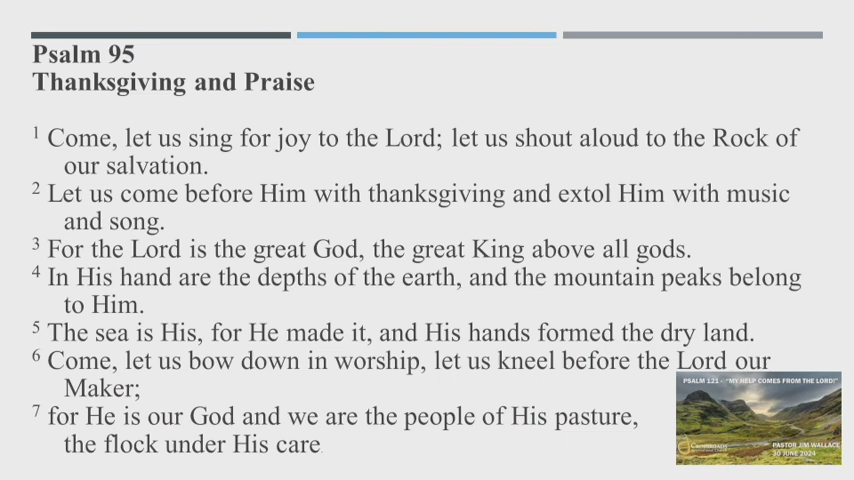 Psalm 95
Thanksgiving and Praise
1 Come, let us sing for joy to the Lord; let us shout aloud to the Rock of
our salvation.
2 Let us come before Him with thanksgiving and extol Him with music
and song.
3 For the Lord is the great God, the great King above all gods.
4 In His hand are the depths of the earth, and the mountain peaks belong
to Him.
5 The sea is His, for He made it, and His hands formed the dry land.
6 Come, let us bow down in worship, let us kneel before the Lord our
Maker;
7 for He is our God and we are the people of His pasture,
the flock under His care
PSALM 121 - "MY HELP COMES FROM THE LORD!"
CROSSROADS
PASTOR JIM WALLACE
30 JUNE 2024